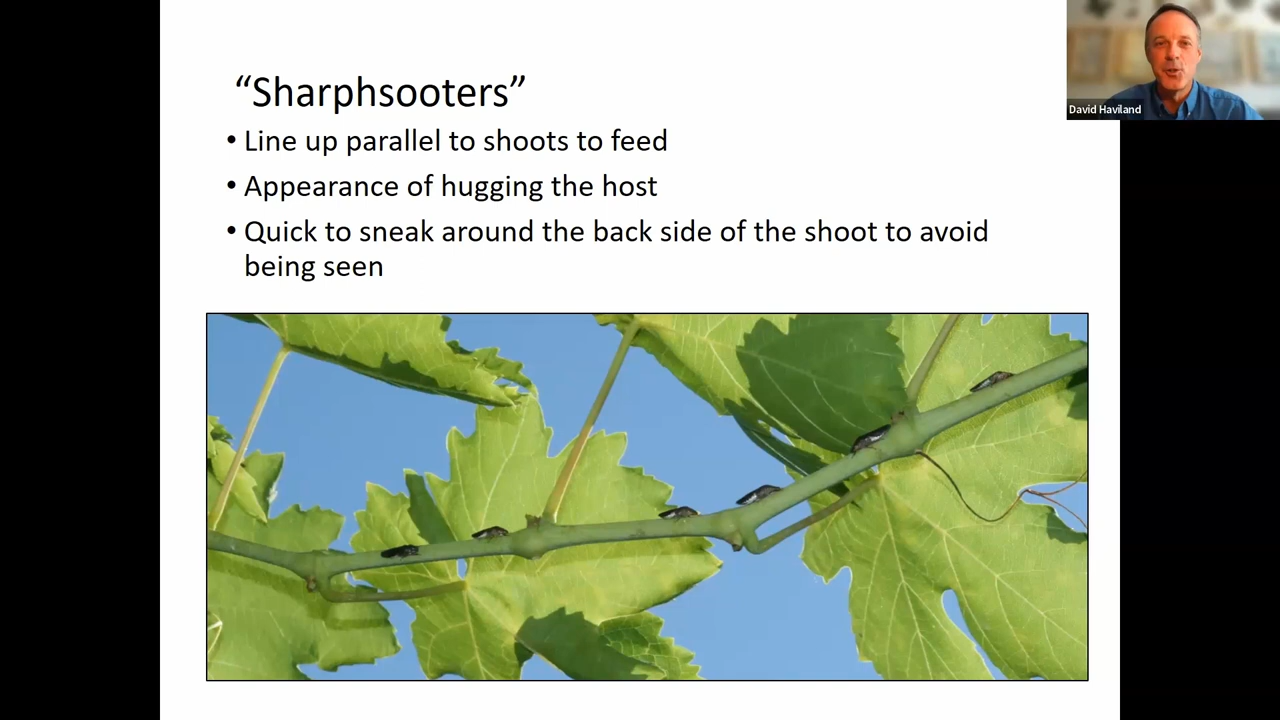 “Sharphsooters”
• Line up parallel to shoots to feed
• Appearance of hugging the host
• Quick to sneak around the back side of the shoot to avoid
being seen
David Haviland